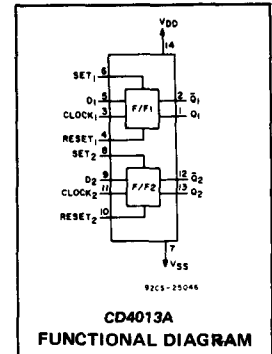 VDD
14
6
SET1
5
D1
F/F1
2
Q̅1
3
CLOCK1
1
Q1
4
RESET1
8
SET2
9
D2
F/F2
12
Q̅2
11
CLOCK2
13
Q2
10
RESET2
7
VSS
92CS-25046
CD4013A
FUNCTIONAL DIAGRAM